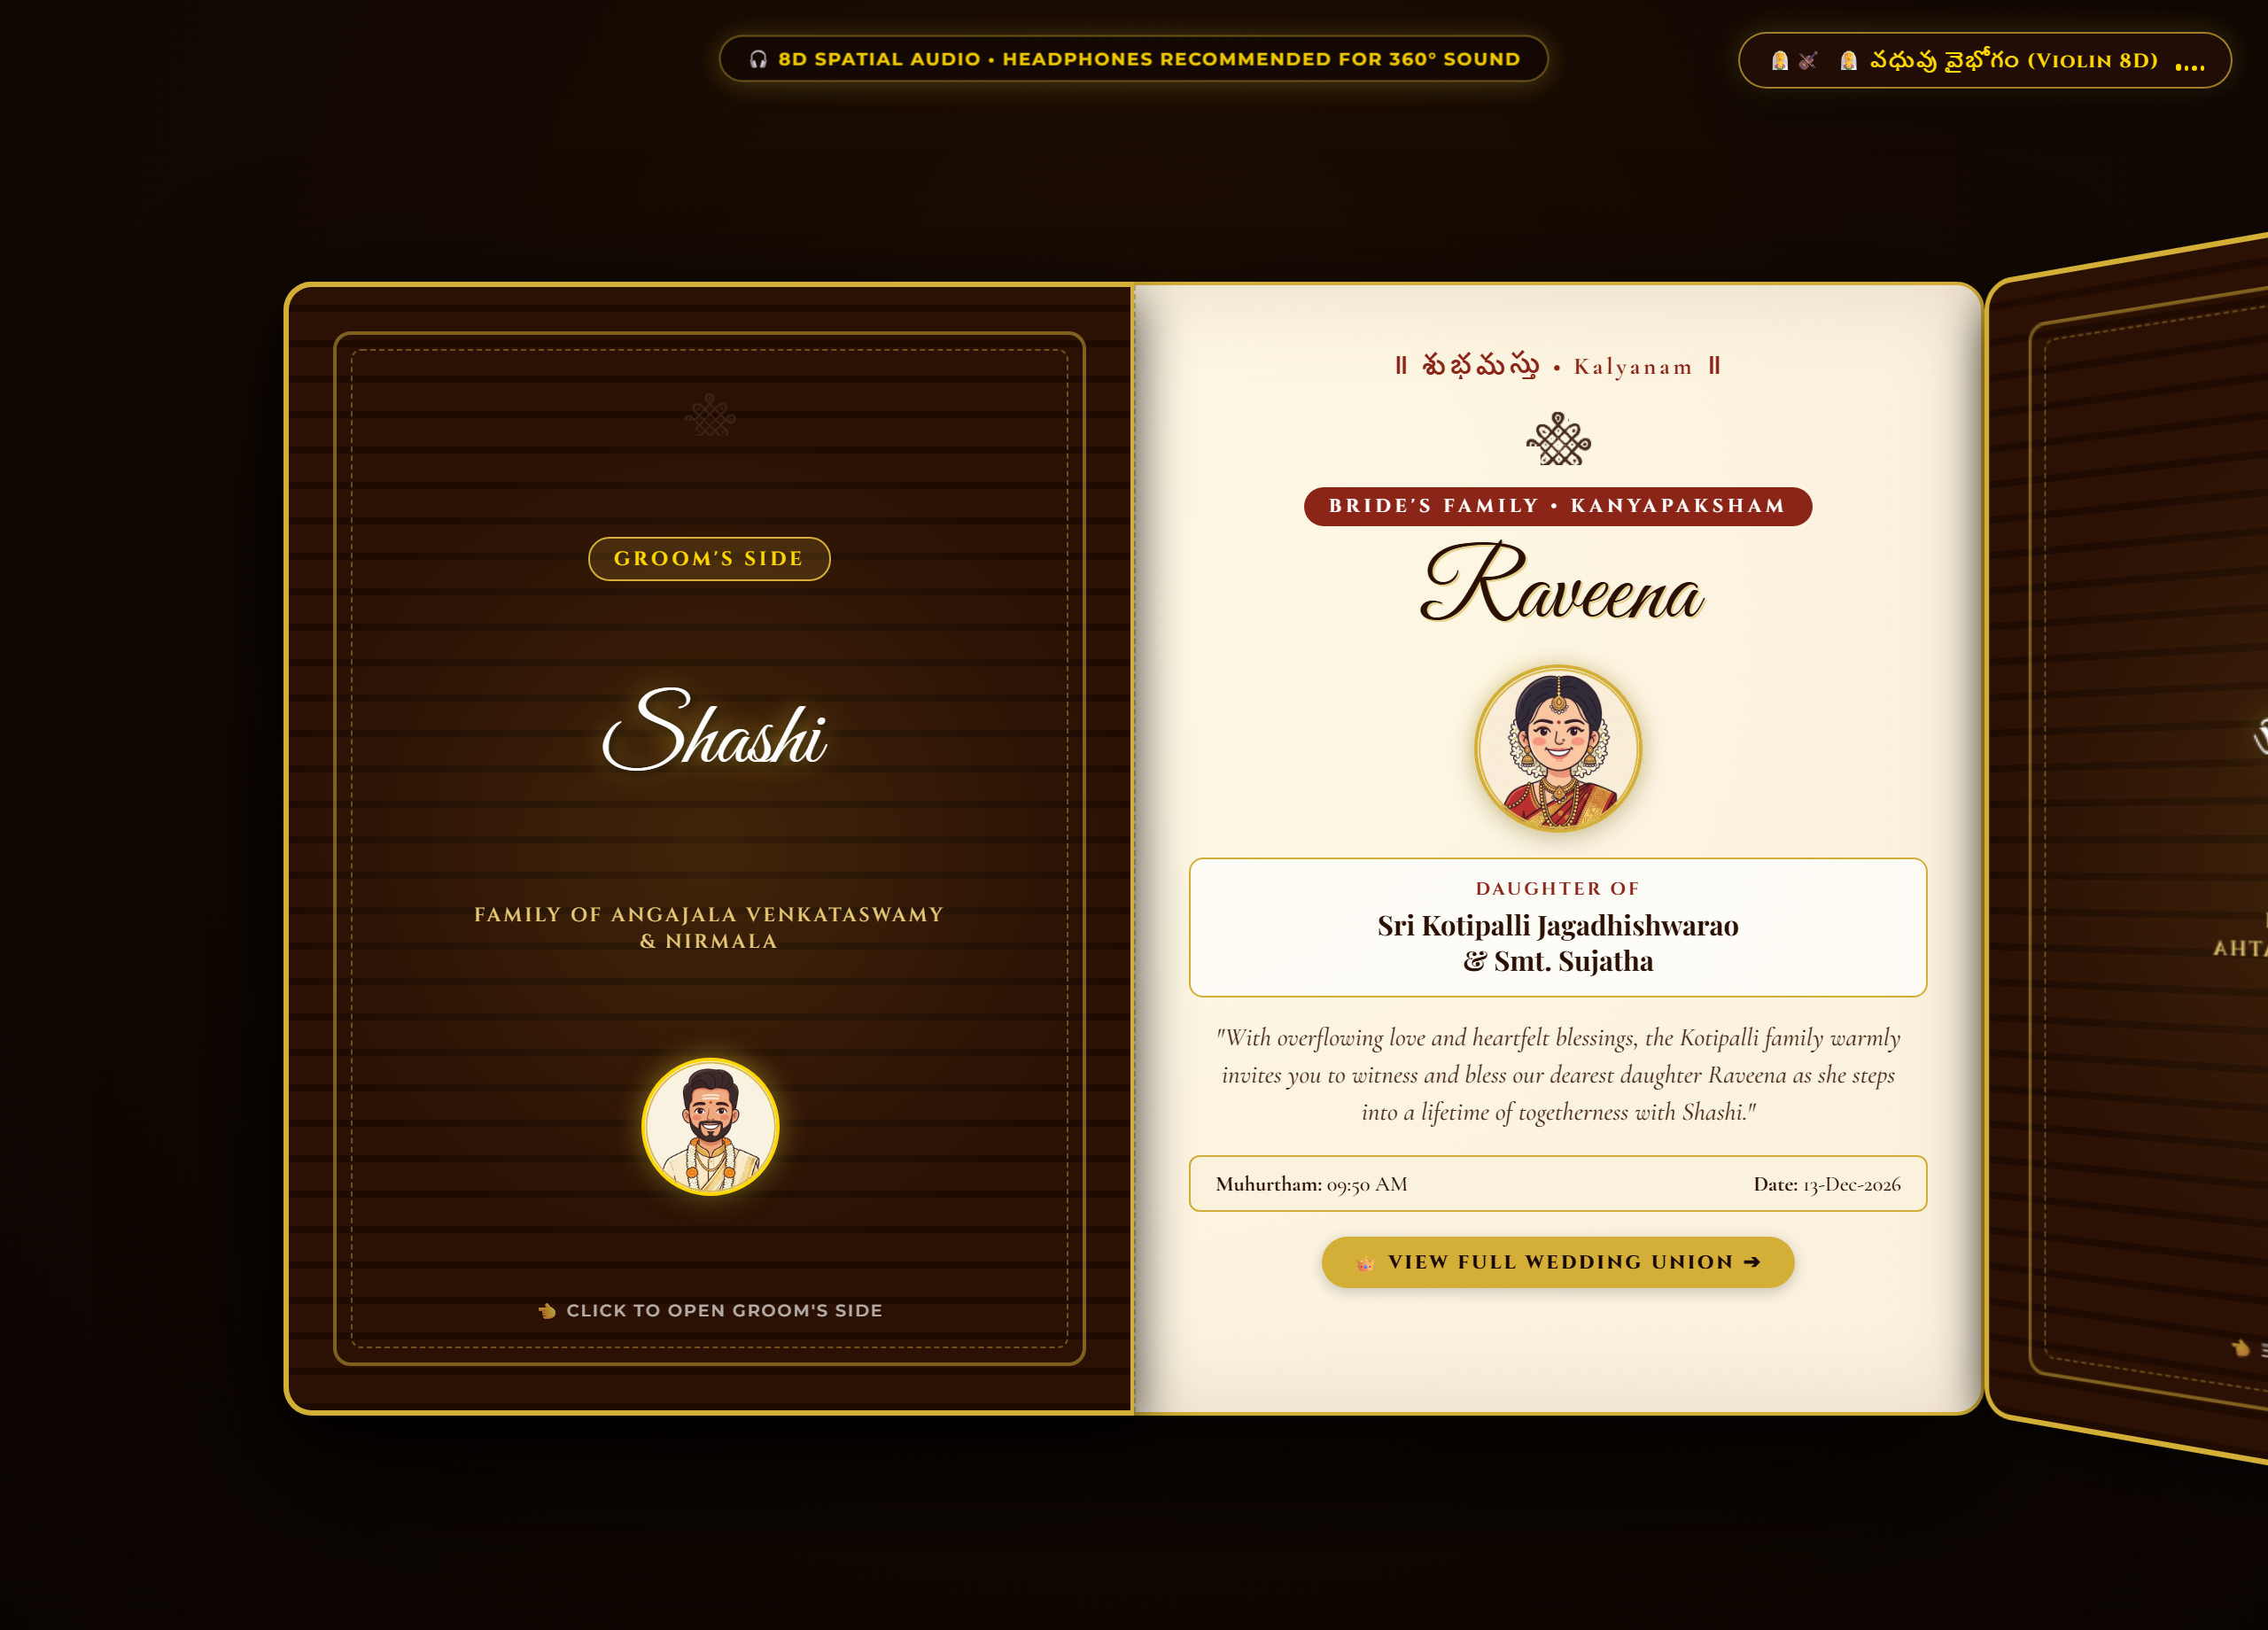 8D SPATIAL AUDIO • HEADPHONES RECOMMENDED FOR 360° SOUND
వధువు వైభోగం (VIOLIN 8D)
GROOM'S SIDE
Shashi
FAMILY OF ANGAJALA VENKATASWAMY
& NIRMALA
CLICK TO OPEN GROOM'S SIDE
॥ శుభమస్తు • Kalyanam ॥
BRIDE'S FAMILY • KANYAPAKSHAM
Raveena
DAUGHTER OF
Sri Kotipalli Jagadhishwarao
& Smt. Sujatha
"With overflowing love and heartfelt blessings, the Kotipalli family warmly
invites you to witness and bless our dearest daughter Raveena as she steps
into a lifetime of togetherness with Shashi."
Muhurtham: 09:50 AM Date: 13-Dec-2026
VIEW FULL WEDDING UNION ➔